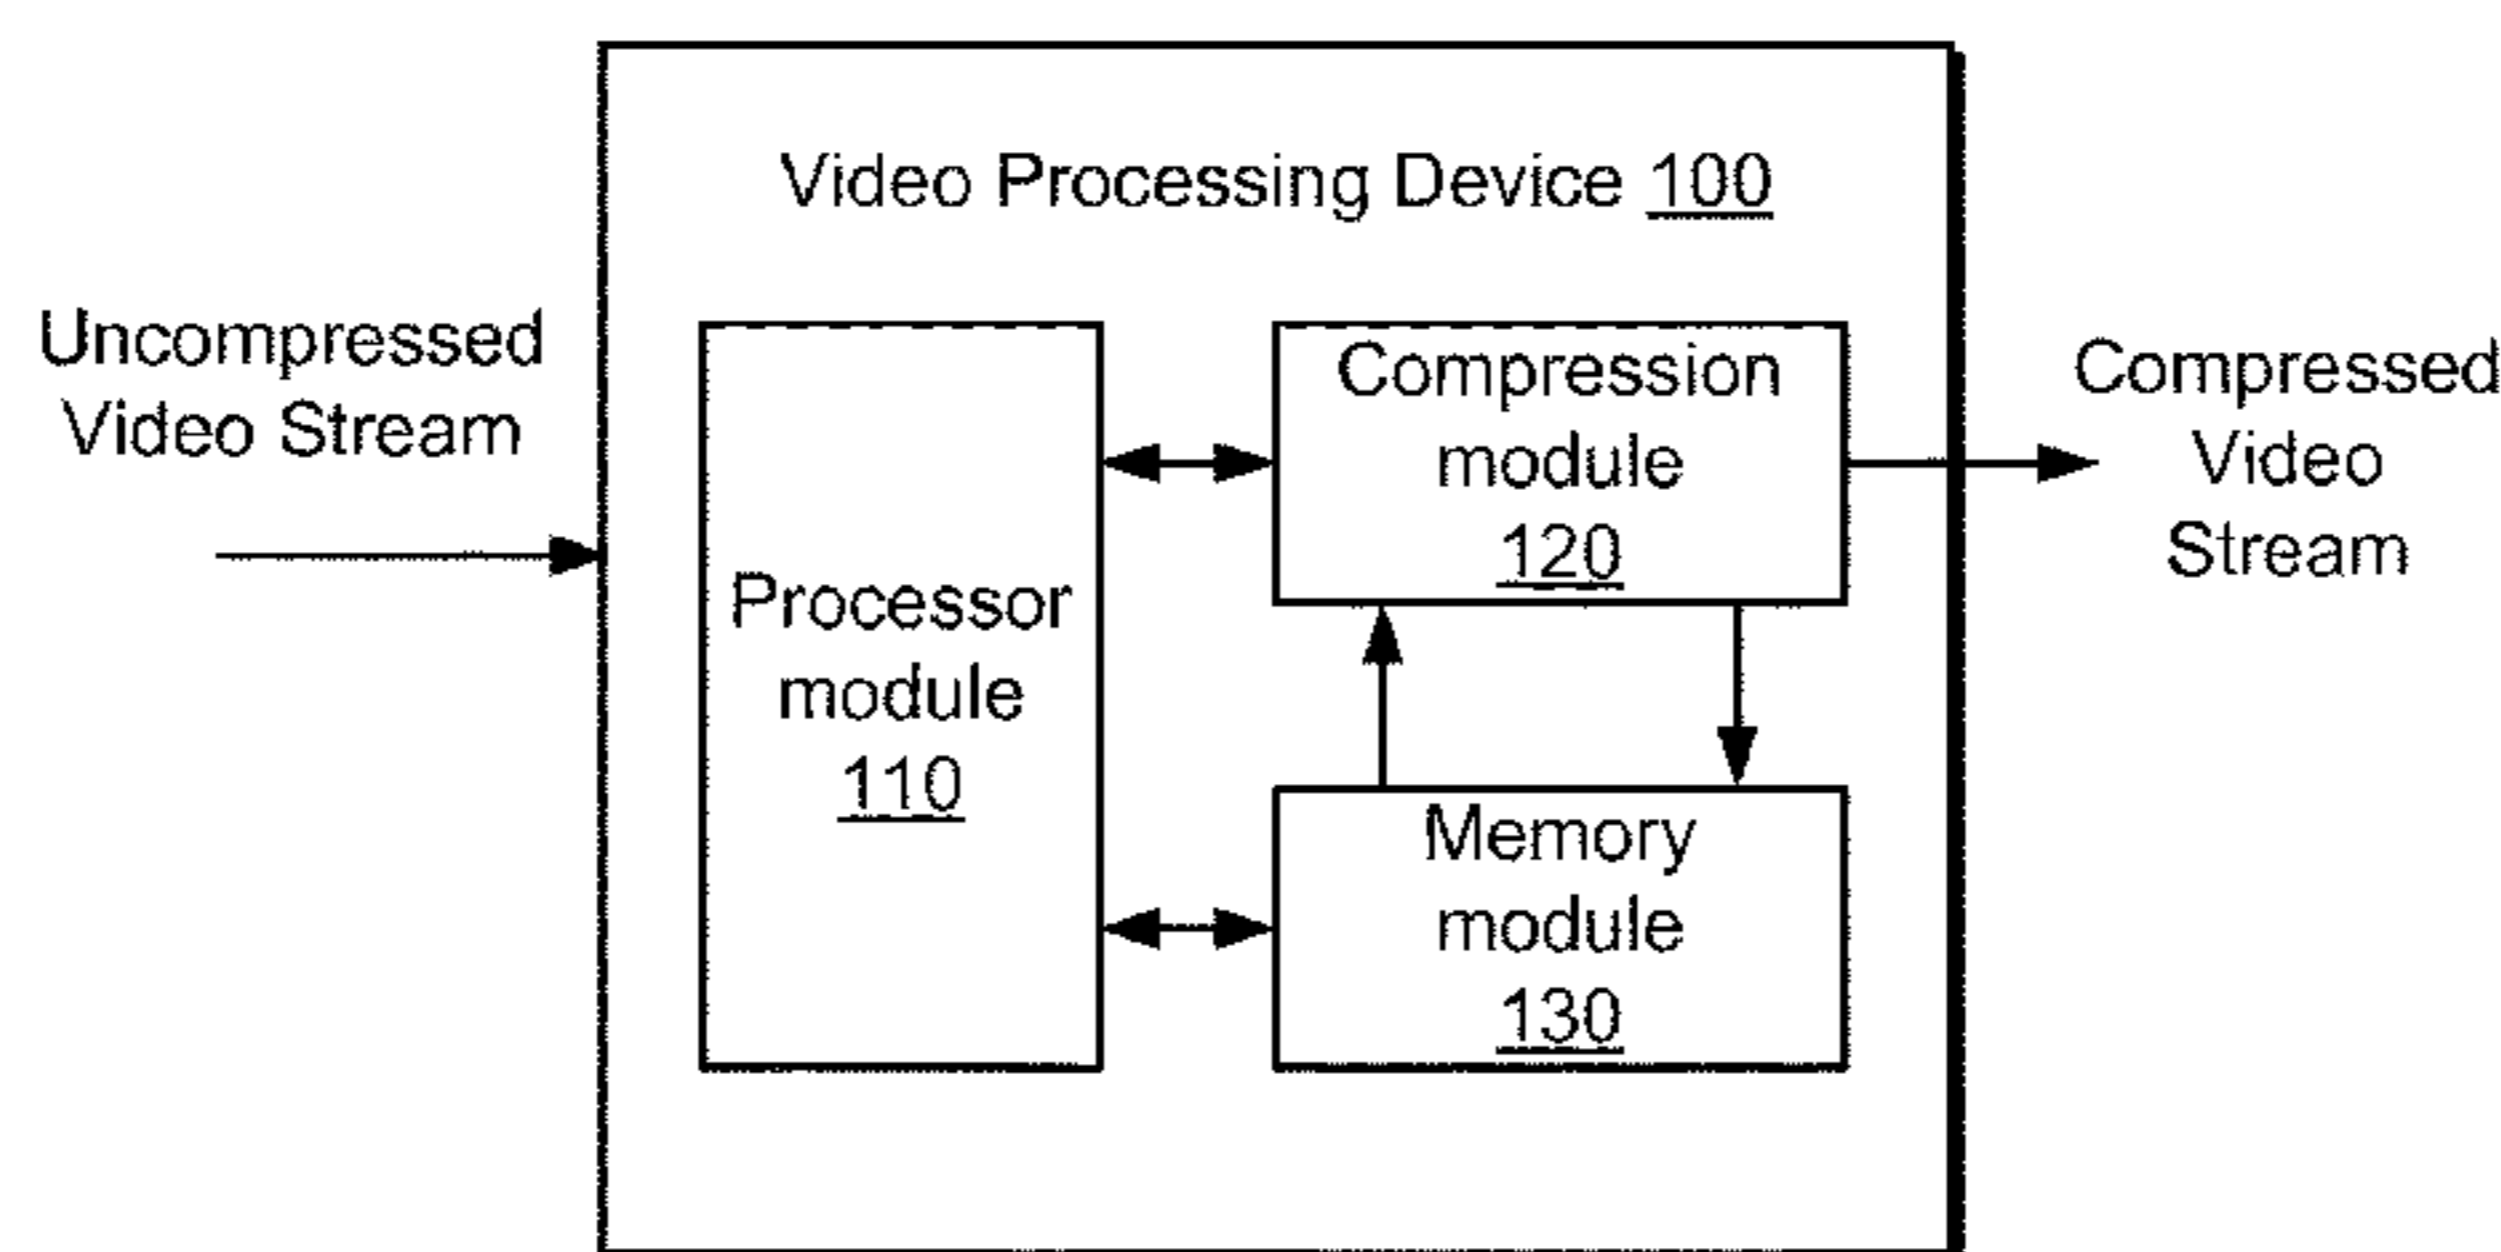 Video Processing Device 100
Uncompressed
Video Stream
Processor
module
110
Compression
module
120
Memory
module
130
Compressed
Video
Stream